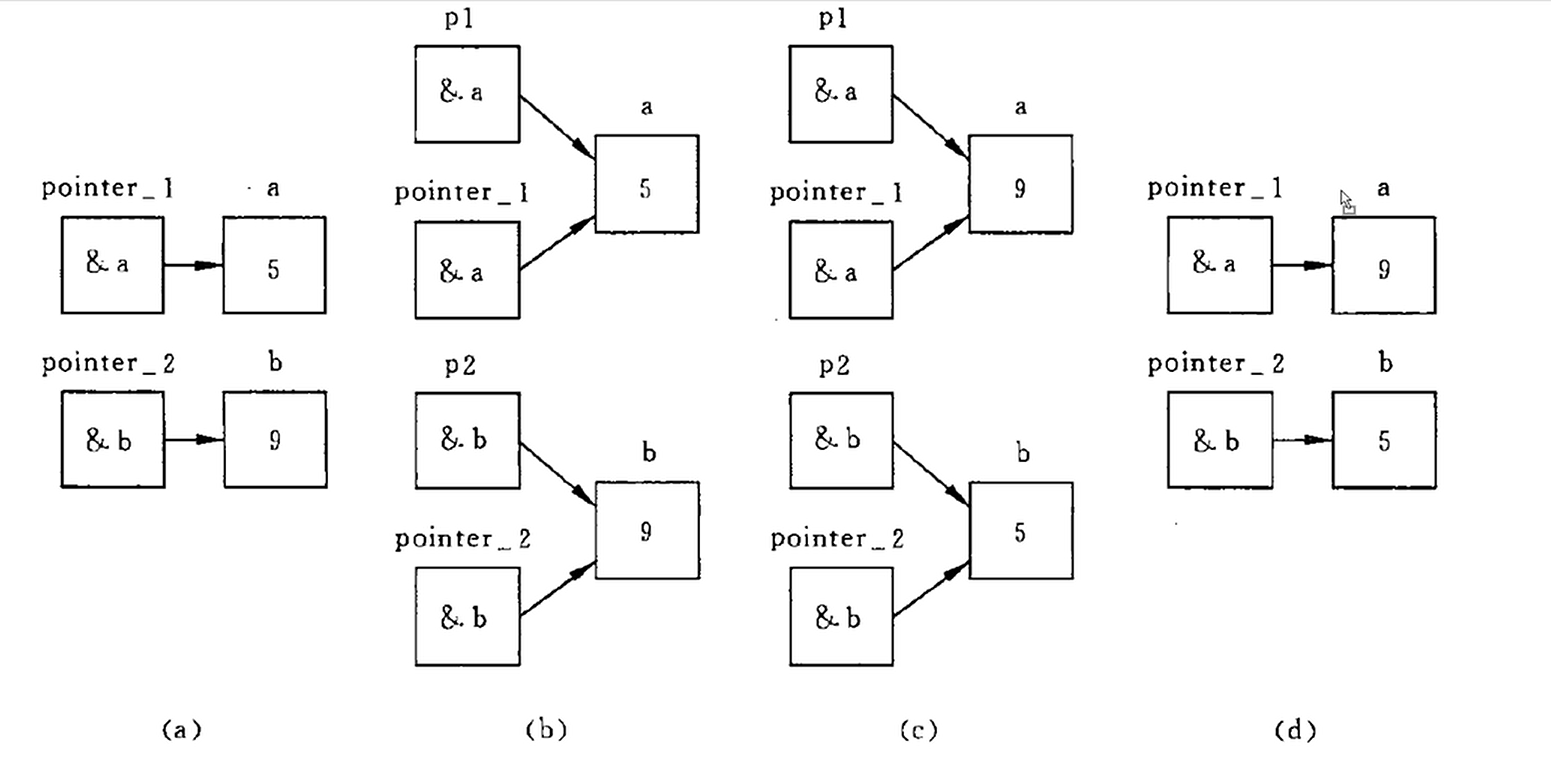 p1
& a
a
5
pointer_1
& a
p1
& a
a
9
pointer_1
& a
pointer_1
& a
a
5
pointer_1
& a
a
9
pointer_2
& b
b
9
p2
& b
b
9
pointer_2
& b
p2
& b
b
5
pointer_2
& b
pointer_2
& b
b
5
(a)
(b)
(c)
(d)